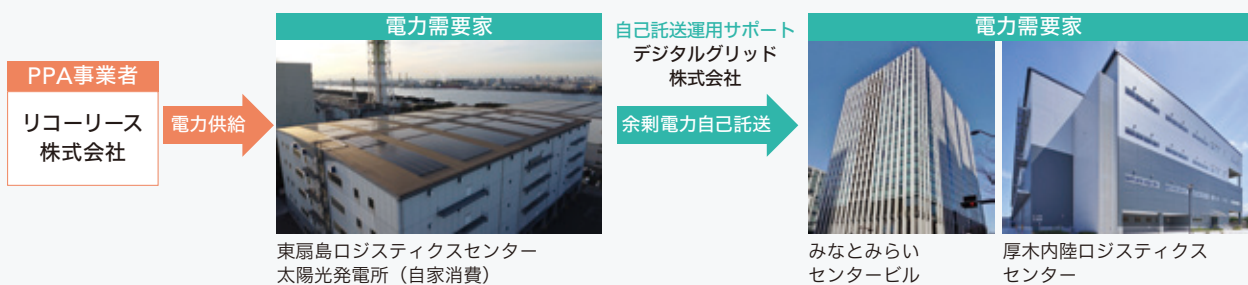 PPA事業者
リコーリース
株式会社
電力供給
電力需要家
東扇島ロジスティクスセンター
太陽光発電所（自家消費）
自己託送運用サポート
デジタルグリッド
株式会社
余剰電力自己託送
電力需要家
みなとみらい
センタービル
厚木内陸ロジスティクス
センター